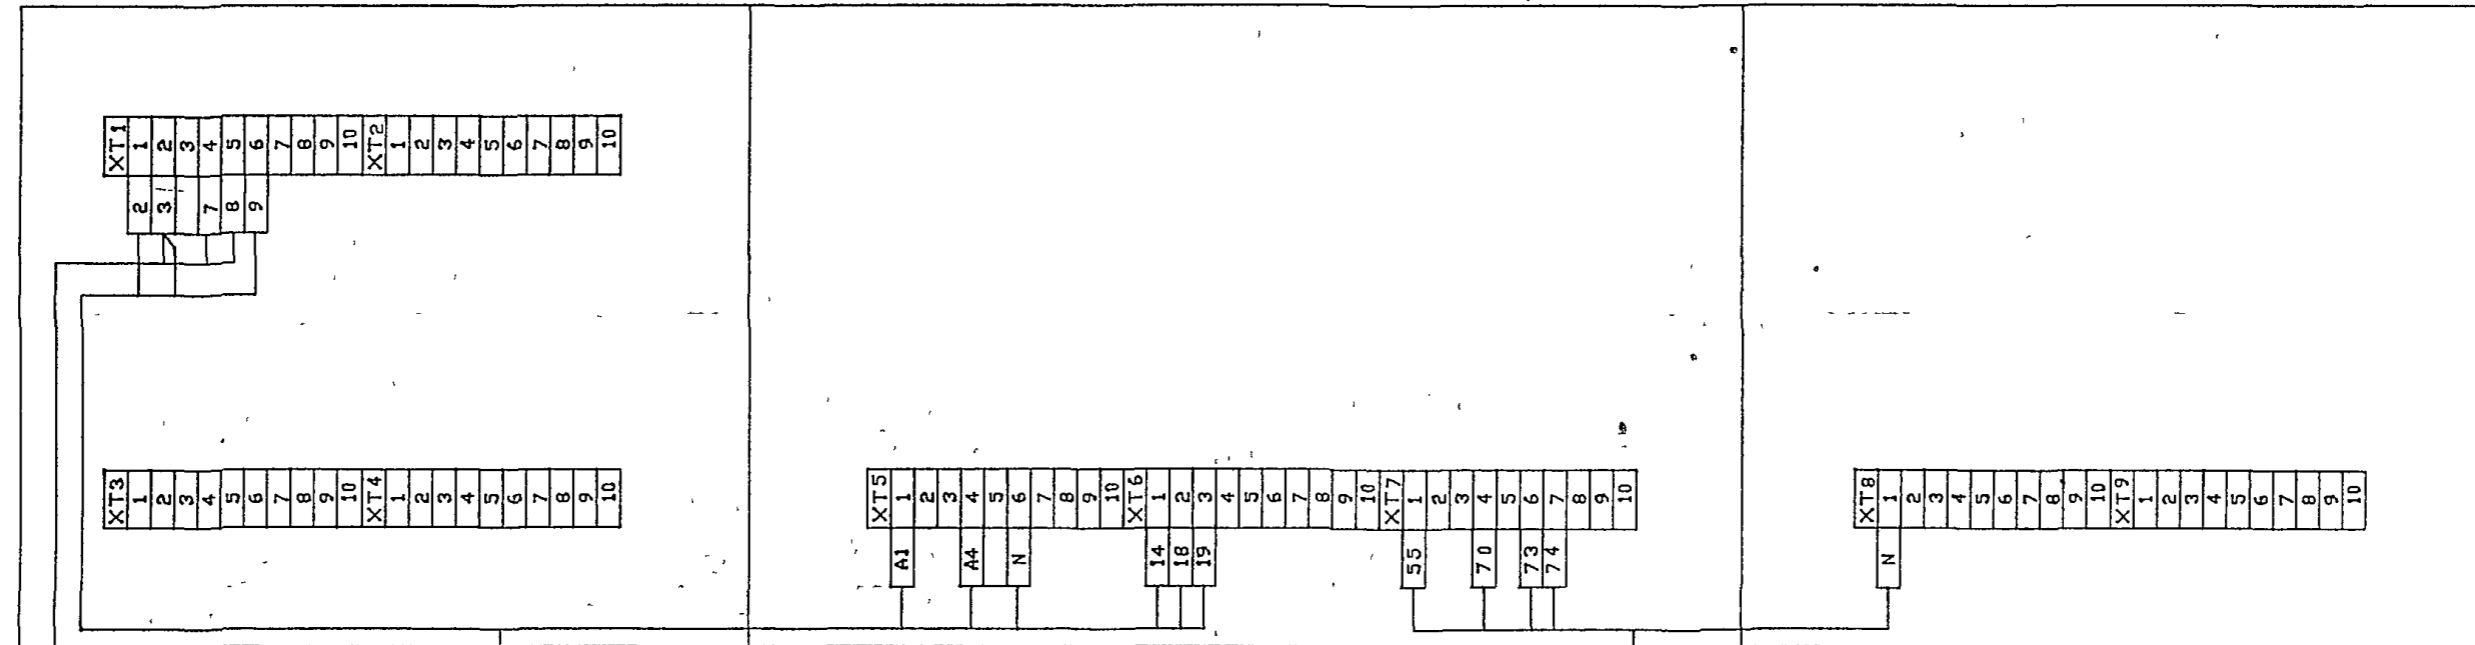 XT1 1 2 3 4 5 6 7 8 9 10 XT2 1 2 3 4 5 6 7 8 9 10
2 3 7 8 9
XT3 1 2 3 4 5 6 7 8 9 10 XT4 1 2 3 4 5 6 7 8 9 10
XT5 1 2 3 4 5 6 7 8 9 10 XT6 1 2 3 4 5 6 7 8 9 10 XT7 1 2 3 4 5 6 7 8 9 10
A1 A4 N 14 18 19 55 70 73 74
XT8 1 2 3 4 5 6 7 8 9 10 XT9 1 2 3 4 5 6 7 8 9 10
N